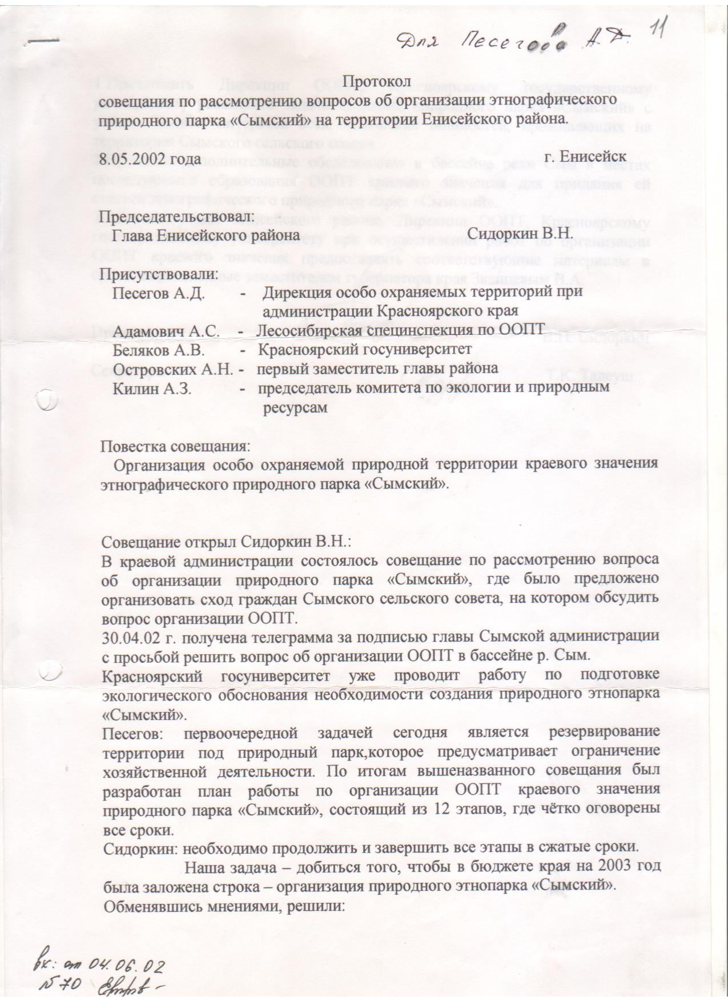 Для Песегова А.Д. 11
Протокол
совещания по рассмотрению вопросов об организации этнографического
природного парка «Сымский» на территории Енисейского района.
8.05.2002 года г. Енисейск
Председательствовал:
Глава Енисейского района Сидоркин В.Н.
Присутствовали:
Песегов А.Д. - Дирекция особо охраняемых территорий при
администрации Красноярского края
Адамович А.С. - Лесосибирская специнспекция по ООПТ
Беляков А.В. - Красноярский госуниверситет
Островских А.Н. - первый заместитель главы района
Килин А.З. - председатель комитета по экологии и природным
ресурсам
Повестка совещания:
Организация особо охраняемой природной территории краевого значения
этнографического природного парка «Сымский».
Совещание открыл Сидоркин В.Н.:
В краевой администрации состоялось совещание по рассмотрению вопроса
об организации природного парка «Сымский», где было предложено
организовать сход граждан Сымского сельского совета, на котором обсудить
вопрос организации ООПТ.
30.04.02 г. получена телеграмма за подписью главы Сымской администрации
с просьбой решить вопрос об организации ООПТ в бассейне р. Сым.
Красноярский госуниверситет уже проводит работу по подготовке
экологического обоснования необходимости создания природного этнопарка
«Сымский».
Песегов: первоочередной задачей сегодня является резервирование
территории под природный парк,которое предусматривает ограничение
хозяйственной деятельности. По итогам вышеназванного совещания был
разработан план работы по организации ООПТ краевого значения
природного парка «Сымский», состоящий из 12 этапов, где чётко оговорены
все сроки.
Сидоркин: необходимо продолжить и завершить все этапы в сжатые сроки.
Наша задача – добиться того, чтобы в бюджете края на 2003 год
была заложена строка – организация природного этнопарка «Сымский».
Обменявшись мнениями, решили:
вх: от 04.06.02
№ 70